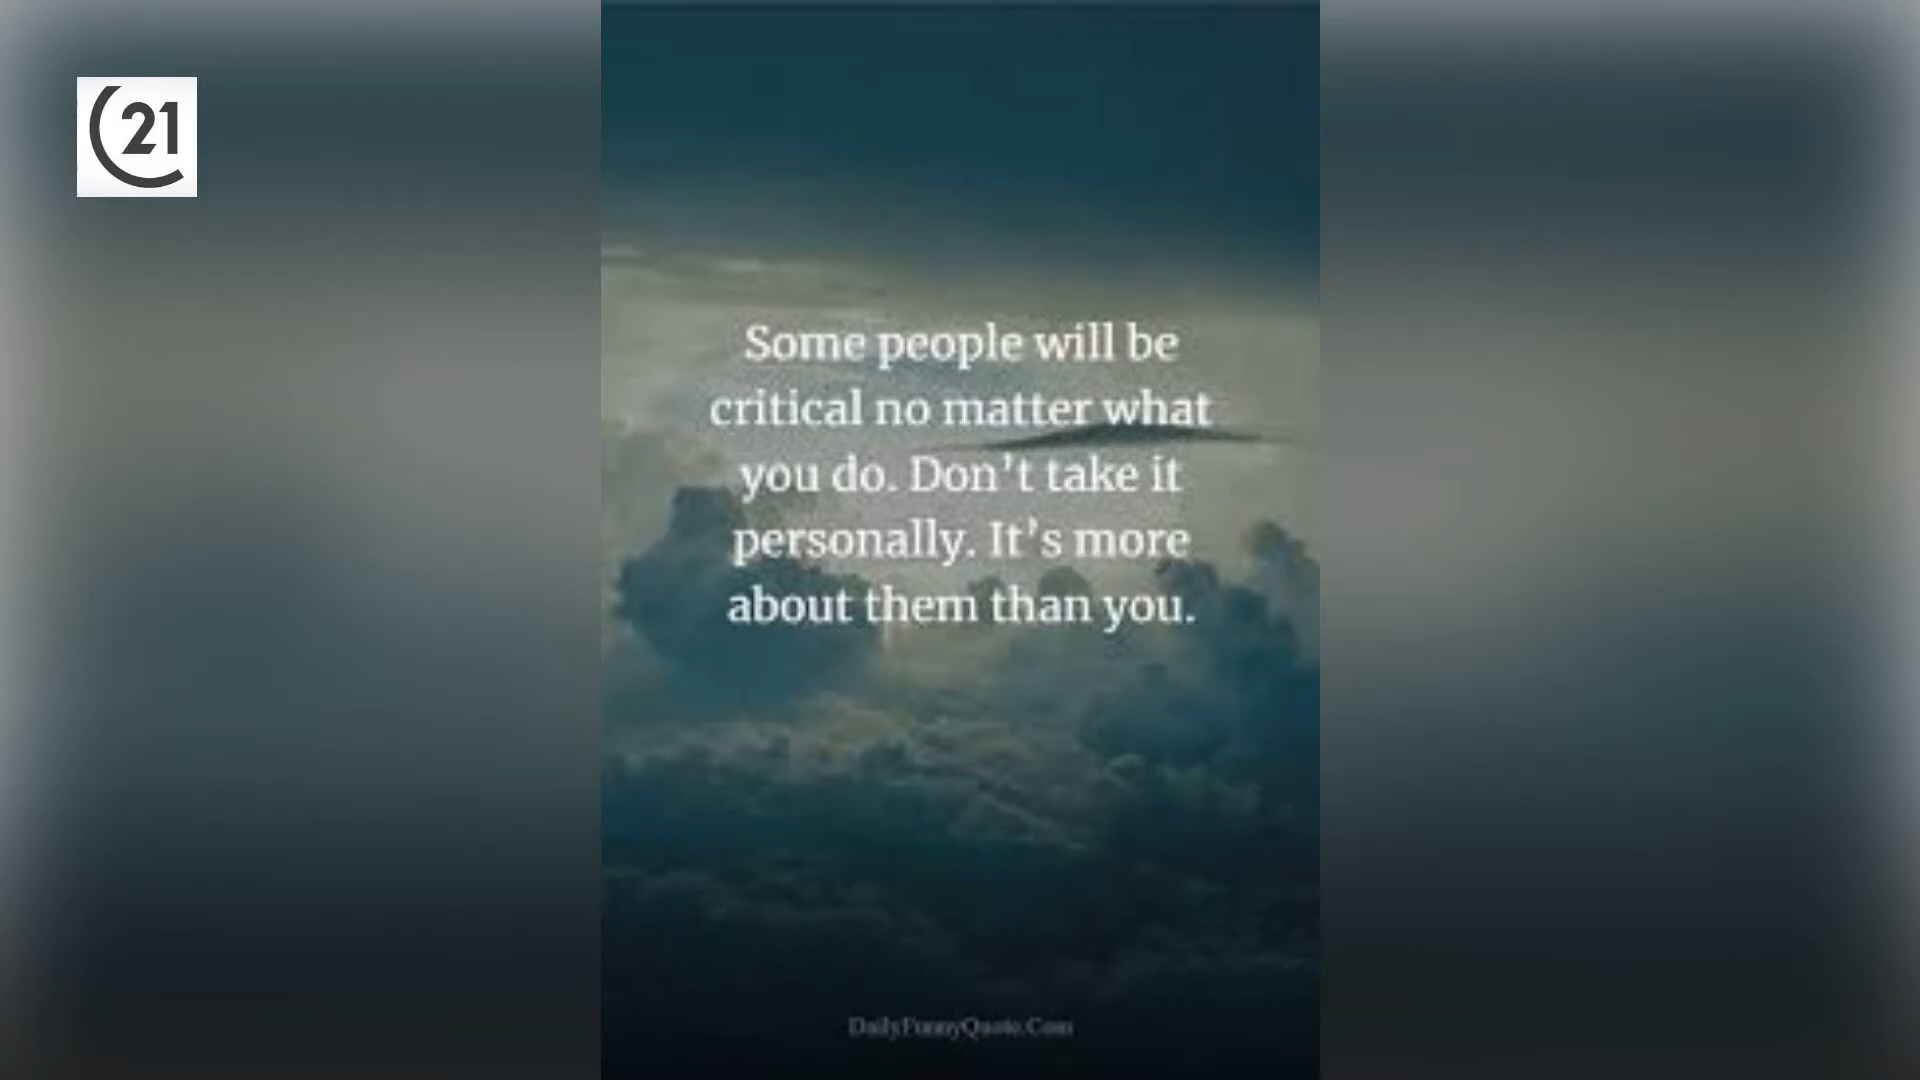 C21
Some people will be
critical no matter what
you do. Don't take it
personally. It's more
about them than you.
DailyFunnyQuote.Com